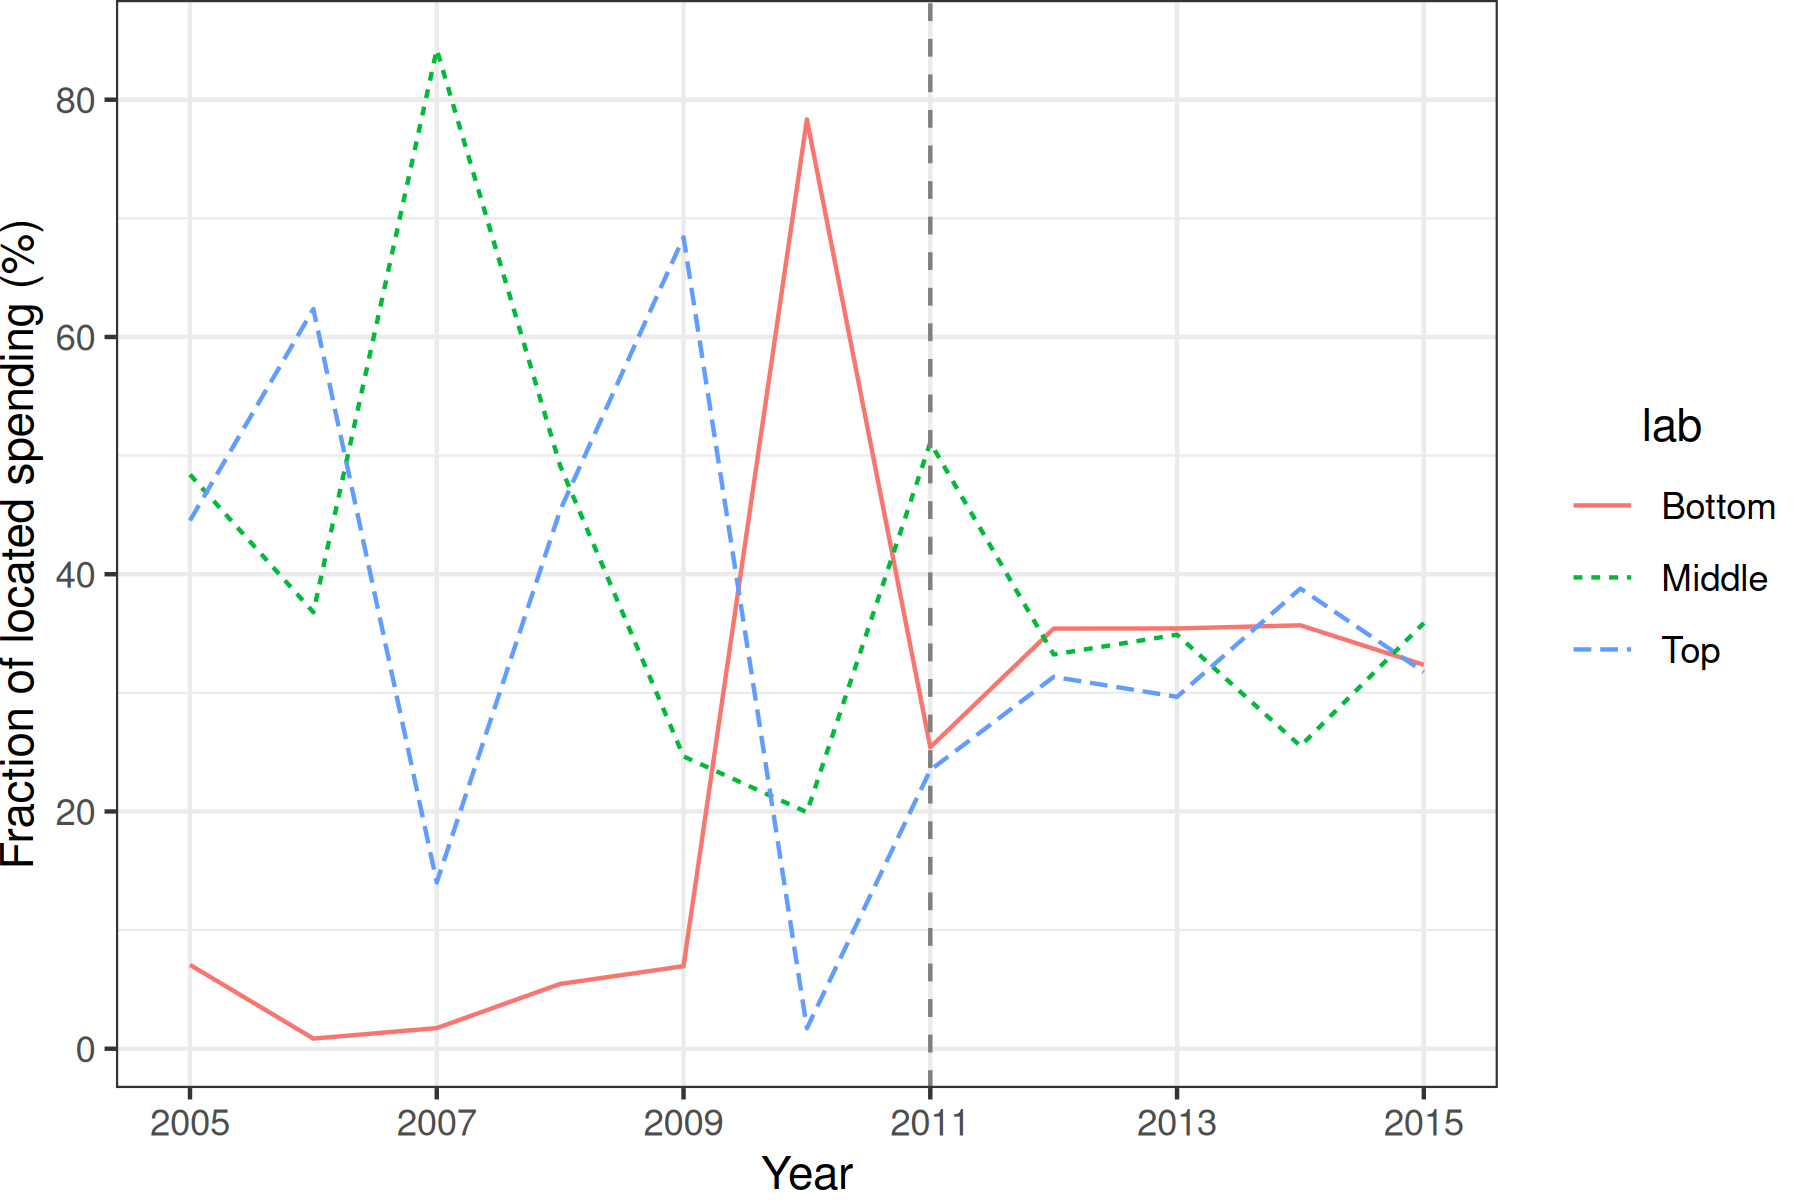 Fraction of located spending (%)
80
60
40
20
0
2005 2007 2009 2011 2013 2015
Year
lab
Bottom
Middle
Top